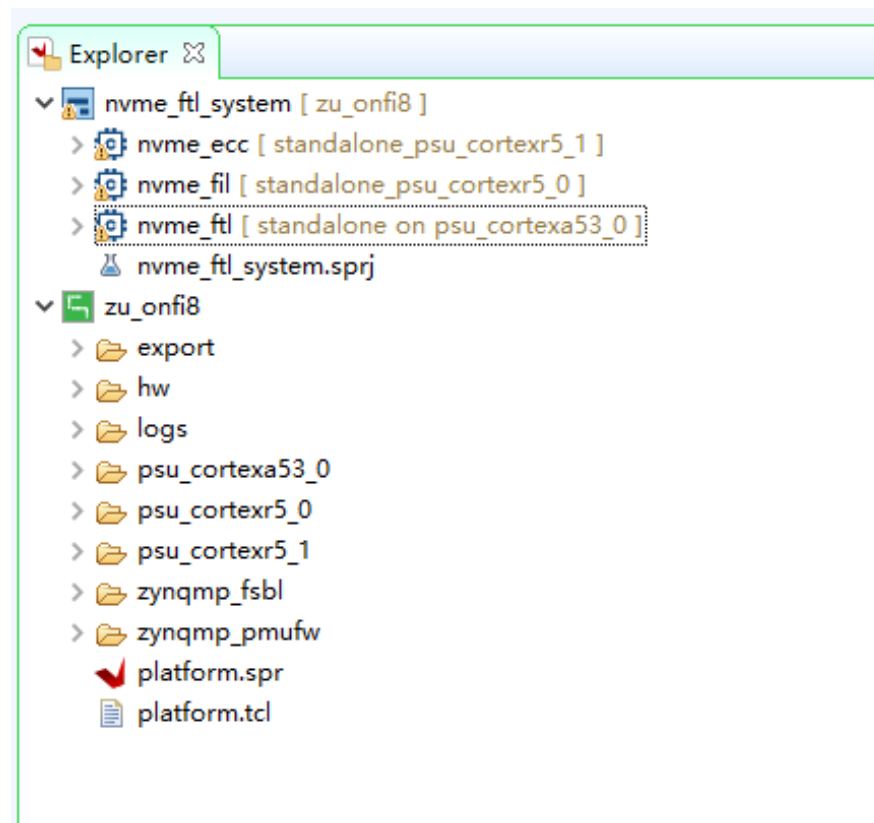 Explorer
nvme_ftl_system [ zu_onfi8 ]
nvme_ecc [ standalone_psu_cortexr5_1 ]
nvme_fil [ standalone_psu_cortexr5_0 ]
nvme_ftl [ standalone on psu_cortexa53_0 ]
nvme_ftl_system.sprj
zu_onfi8
export
hw
logs
psu_cortexa53_0
psu_cortexr5_0
psu_cortexr5_1
zynqmp_fsbl
zynqmp_pmufw
platform.spr
platform.tcl